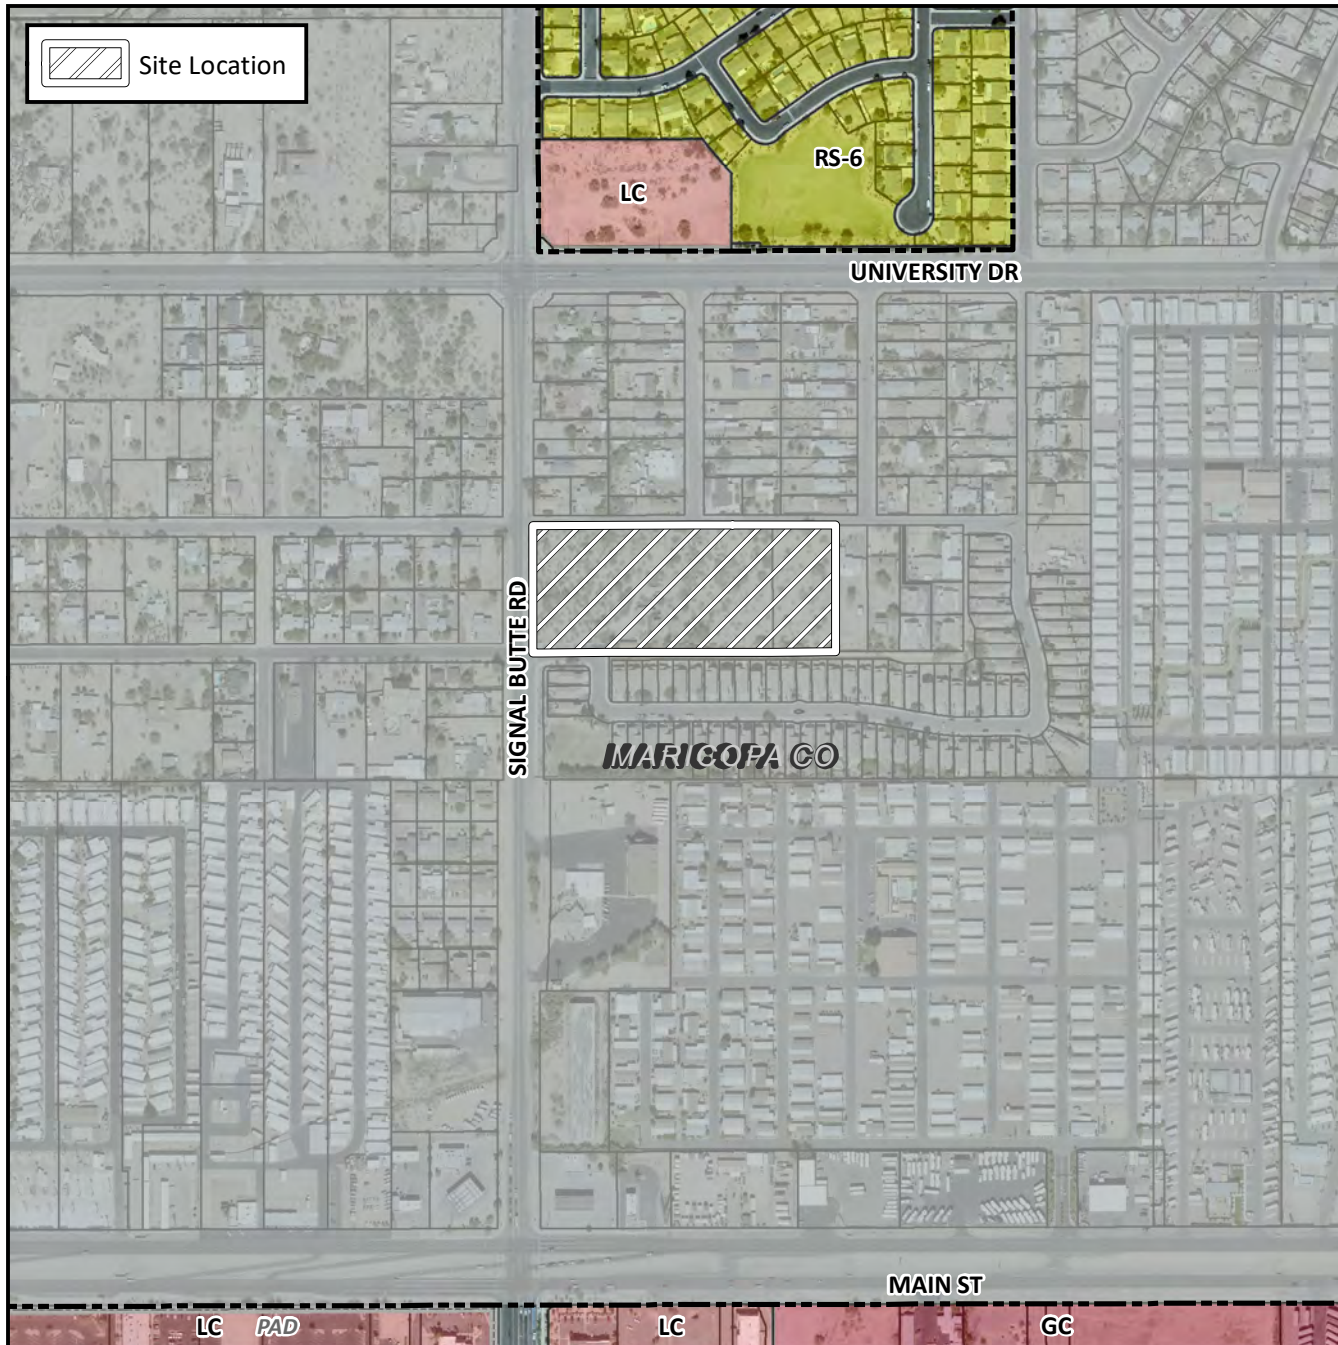 Site Location
RS-6
LC
UNIVERSITY DR
SIGNAL BUTTE RD
MARICOPA CO
MAIN ST
LC PAD LC GC